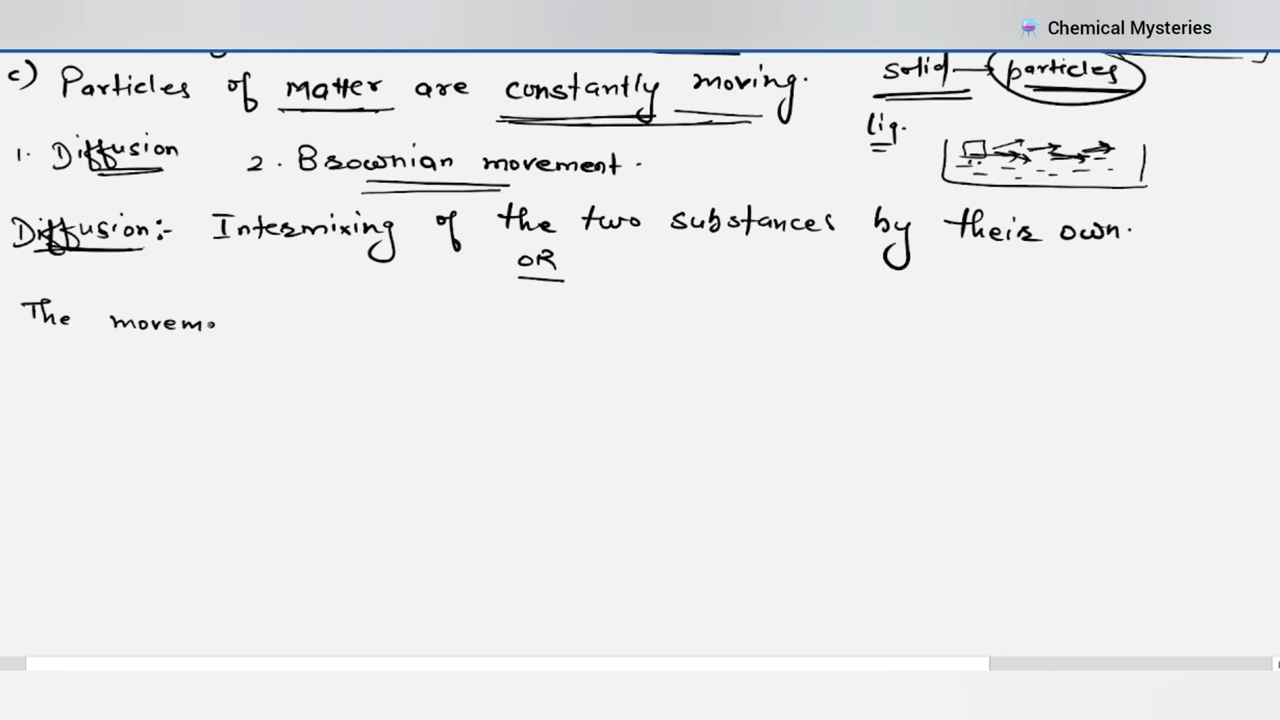 Chemical Mysteries
c) Particles of matter are constantly moving.
solid → particles
liq.
1. Diffusion 2. Brownian movement.
Diffusion:- Intermixing of the two substances by their own.
OR
The movem